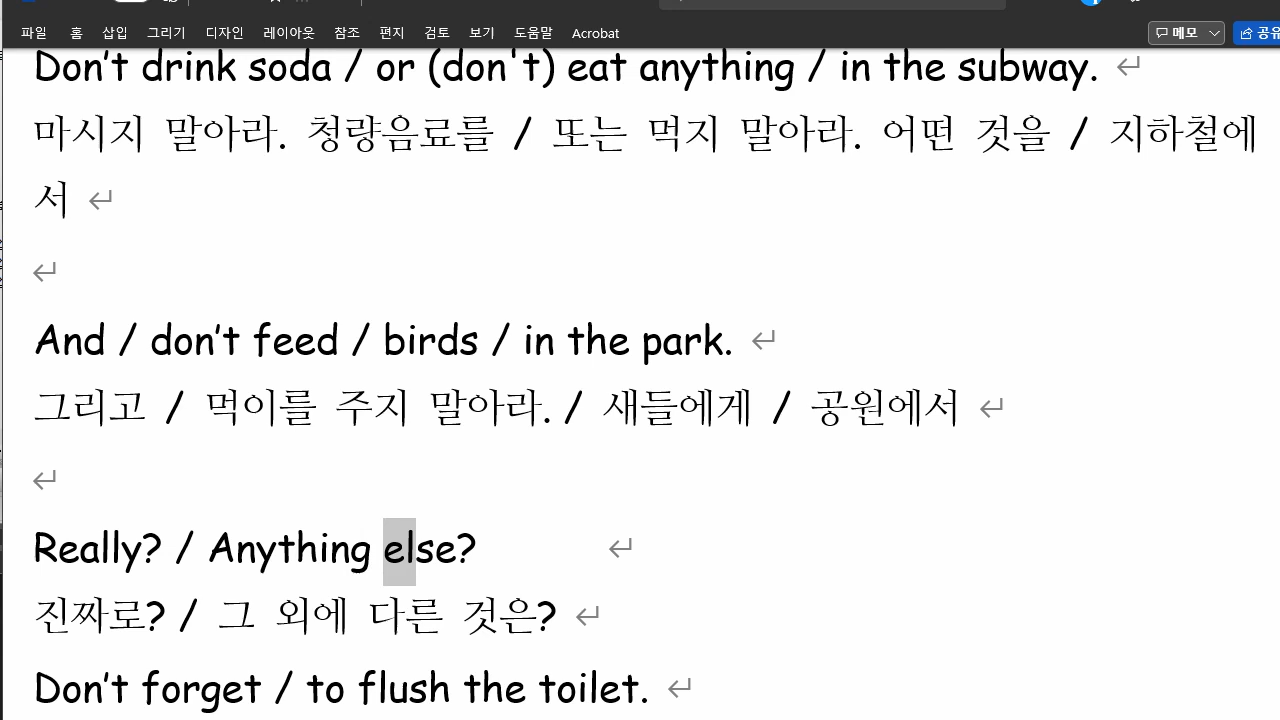 파일 홈 삽입 그리기 디자인 레이아웃 참조 편지 검토 보기 도움말 Acrobat 메모 공유
Don't drink soda / or (don't) eat anything / in the subway.
마시지 말아라. 청량음료를 / 또는 먹지 말아라. 어떤 것을 / 지하철에
서
And / don't feed / birds / in the park.
그리고 / 먹이를 주지 말아라. / 새들에게 / 공원에서
Really? / Anything else?
진짜로? / 그 외에 다른 것은?
Don't forget / to flush the toilet.